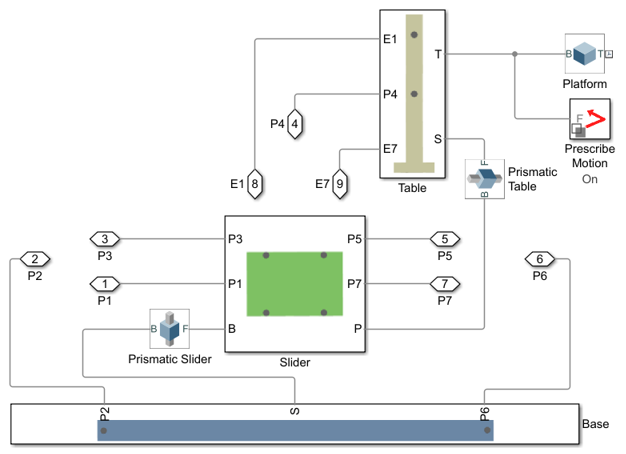 E1
T
B
T
Platform
P4
4
P4
F
Prescribe
Motion
On
E7
S
E1
8
E7
9
Table
F
B
Prismatic
Table
3
P3
P3
P5
5
P5
2
P2
6
P6
1
P1
P1
P7
7
P7
B
F
Prismatic Slider
B
P
Slider
P2
S
P6
Base